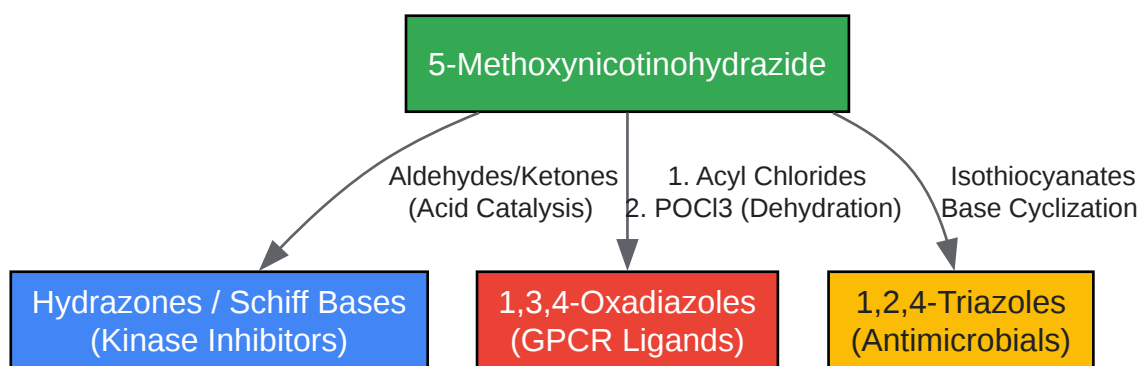 5-Methoxynicotinohydrazide
Aldehydes/Ketones
(Acid Catalysis)
1. Acyl Chlorides
2. POCl3 (Dehydration)
Isothiocyanates
Base Cyclization
Hydrazones / Schiff Bases
(Kinase Inhibitors)
1,3,4-Oxadiazoles
(GPCR Ligands)
1,2,4-Triazoles
(Antimicrobials)